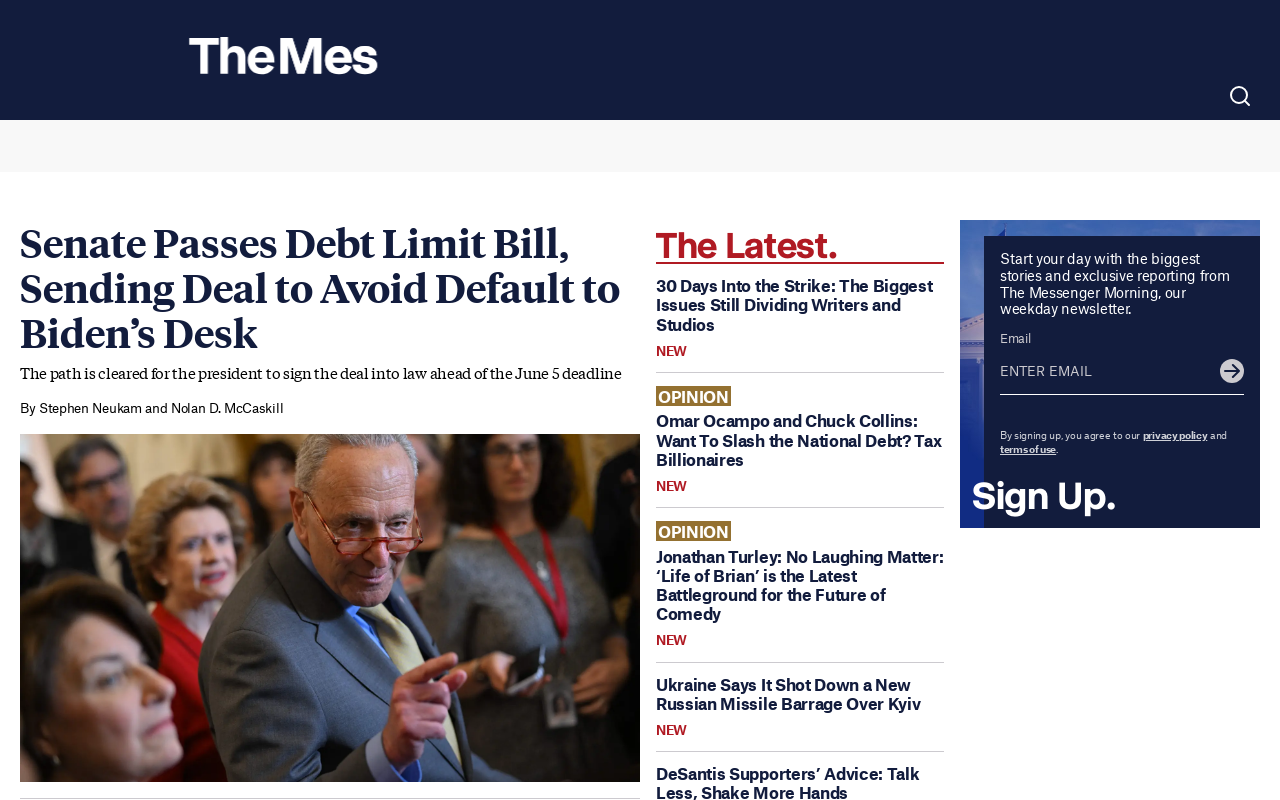 TheMes
Senate Passes Debt Limit Bill,
Sending Deal to Avoid Default to
Biden’s Desk
The path is cleared for the president to sign the deal into law ahead of the June 5 deadline
By Stephen Neukam and Nolan D. McCaskill
The Latest.
30 Days Into the Strike: The Biggest
Issues Still Dividing Writers and
Studios
NEW
OPINION
Omar Ocampo and Chuck Collins:
Want To Slash the National Debt? Tax
Billionaires
NEW
OPINION
Jonathan Turley: No Laughing Matter:
‘Life of Brian’ is the Latest
Battleground for the Future of
Comedy
NEW
Ukraine Says It Shot Down a New
Russian Missile Barrage Over Kyiv
NEW
DeSantis Supporters’ Advice: Talk
Less, Shake More Hands
Start your day with the biggest
stories and exclusive reporting from
The Messenger Morning, our
weekday newsletter.
Email
ENTER EMAIL
By signing up, you agree to our privacy policy and
terms of use.
Sign Up.